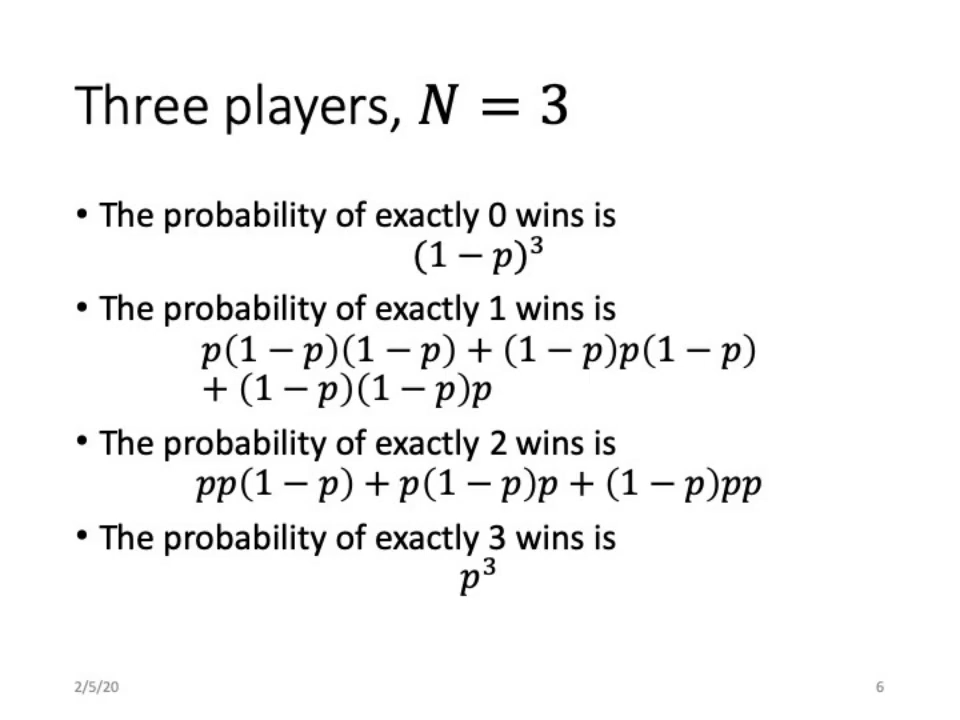 Three players, 𝑁 = 3
• The probability of exactly 0 wins is
(1 − 𝑝)³
• The probability of exactly 1 wins is
𝑝(1 − 𝑝)(1 − 𝑝) + (1 − 𝑝)𝑝(1 − 𝑝)
+ (1 − 𝑝)(1 − 𝑝)𝑝
• The probability of exactly 2 wins is
𝑝𝑝(1 − 𝑝) + 𝑝(1 − 𝑝)𝑝 + (1 − 𝑝)𝑝𝑝
• The probability of exactly 3 wins is
𝑝³
2/5/20
6